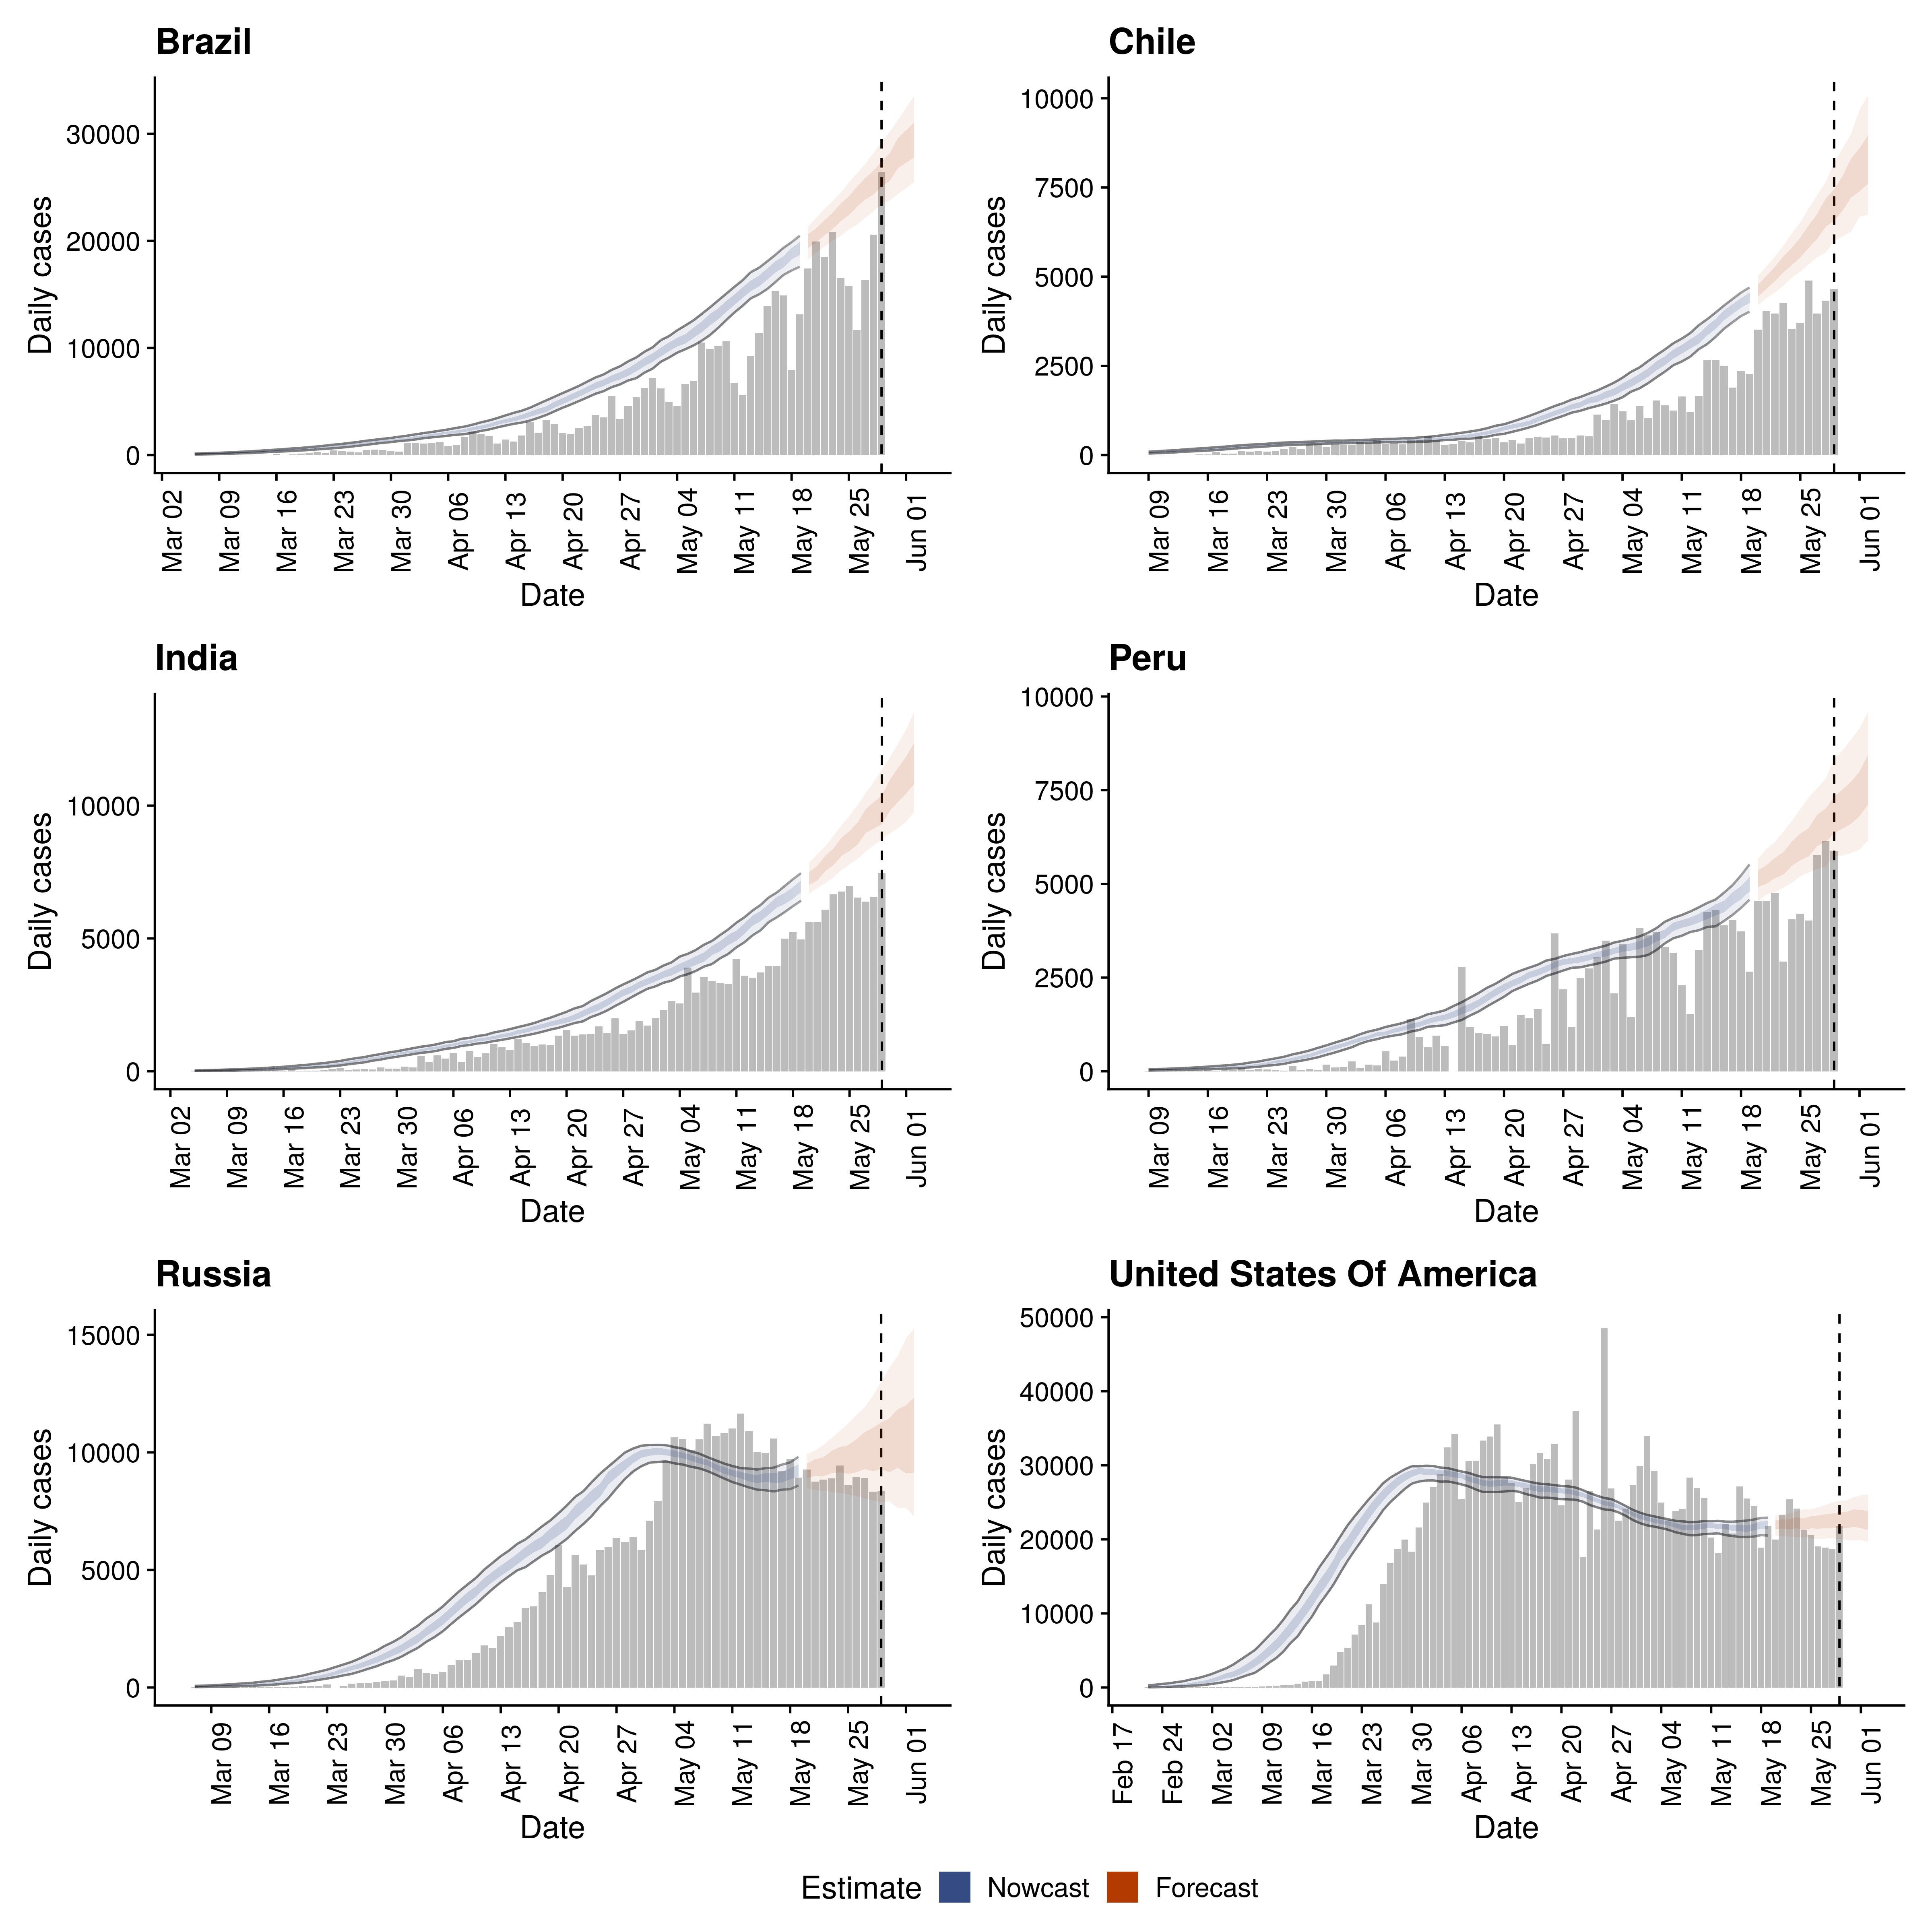 Brazil
Daily cases
30000
20000
10000
0
Mar 02
Mar 09
Mar 16
Mar 23
Mar 30
Apr 06
Apr 13
Apr 20
Apr 27
May 04
May 11
May 18
May 25
Jun 01
Date
Chile
Daily cases
10000
7500
5000
2500
0
Mar 09
Mar 16
Mar 23
Mar 30
Apr 06
Apr 13
Apr 20
Apr 27
May 04
May 11
May 18
May 25
Jun 01
Date
India
Daily cases
10000
5000
0
Mar 02
Mar 09
Mar 16
Mar 23
Mar 30
Apr 06
Apr 13
Apr 20
Apr 27
May 04
May 11
May 18
May 25
Jun 01
Date
Peru
Daily cases
10000
7500
5000
2500
0
Mar 09
Mar 16
Mar 23
Mar 30
Apr 06
Apr 13
Apr 20
Apr 27
May 04
May 11
May 18
May 25
Jun 01
Date
Russia
Daily cases
15000
10000
5000
0
Mar 09
Mar 16
Mar 23
Mar 30
Apr 06
Apr 13
Apr 20
Apr 27
May 04
May 11
May 18
May 25
Jun 01
Date
United States Of America
Daily cases
50000
40000
30000
20000
10000
0
Feb 17
Feb 24
Mar 02
Mar 09
Mar 16
Mar 23
Mar 30
Apr 06
Apr 13
Apr 20
Apr 27
May 04
May 11
May 18
May 25
Jun 01
Date
Estimate Nowcast Forecast